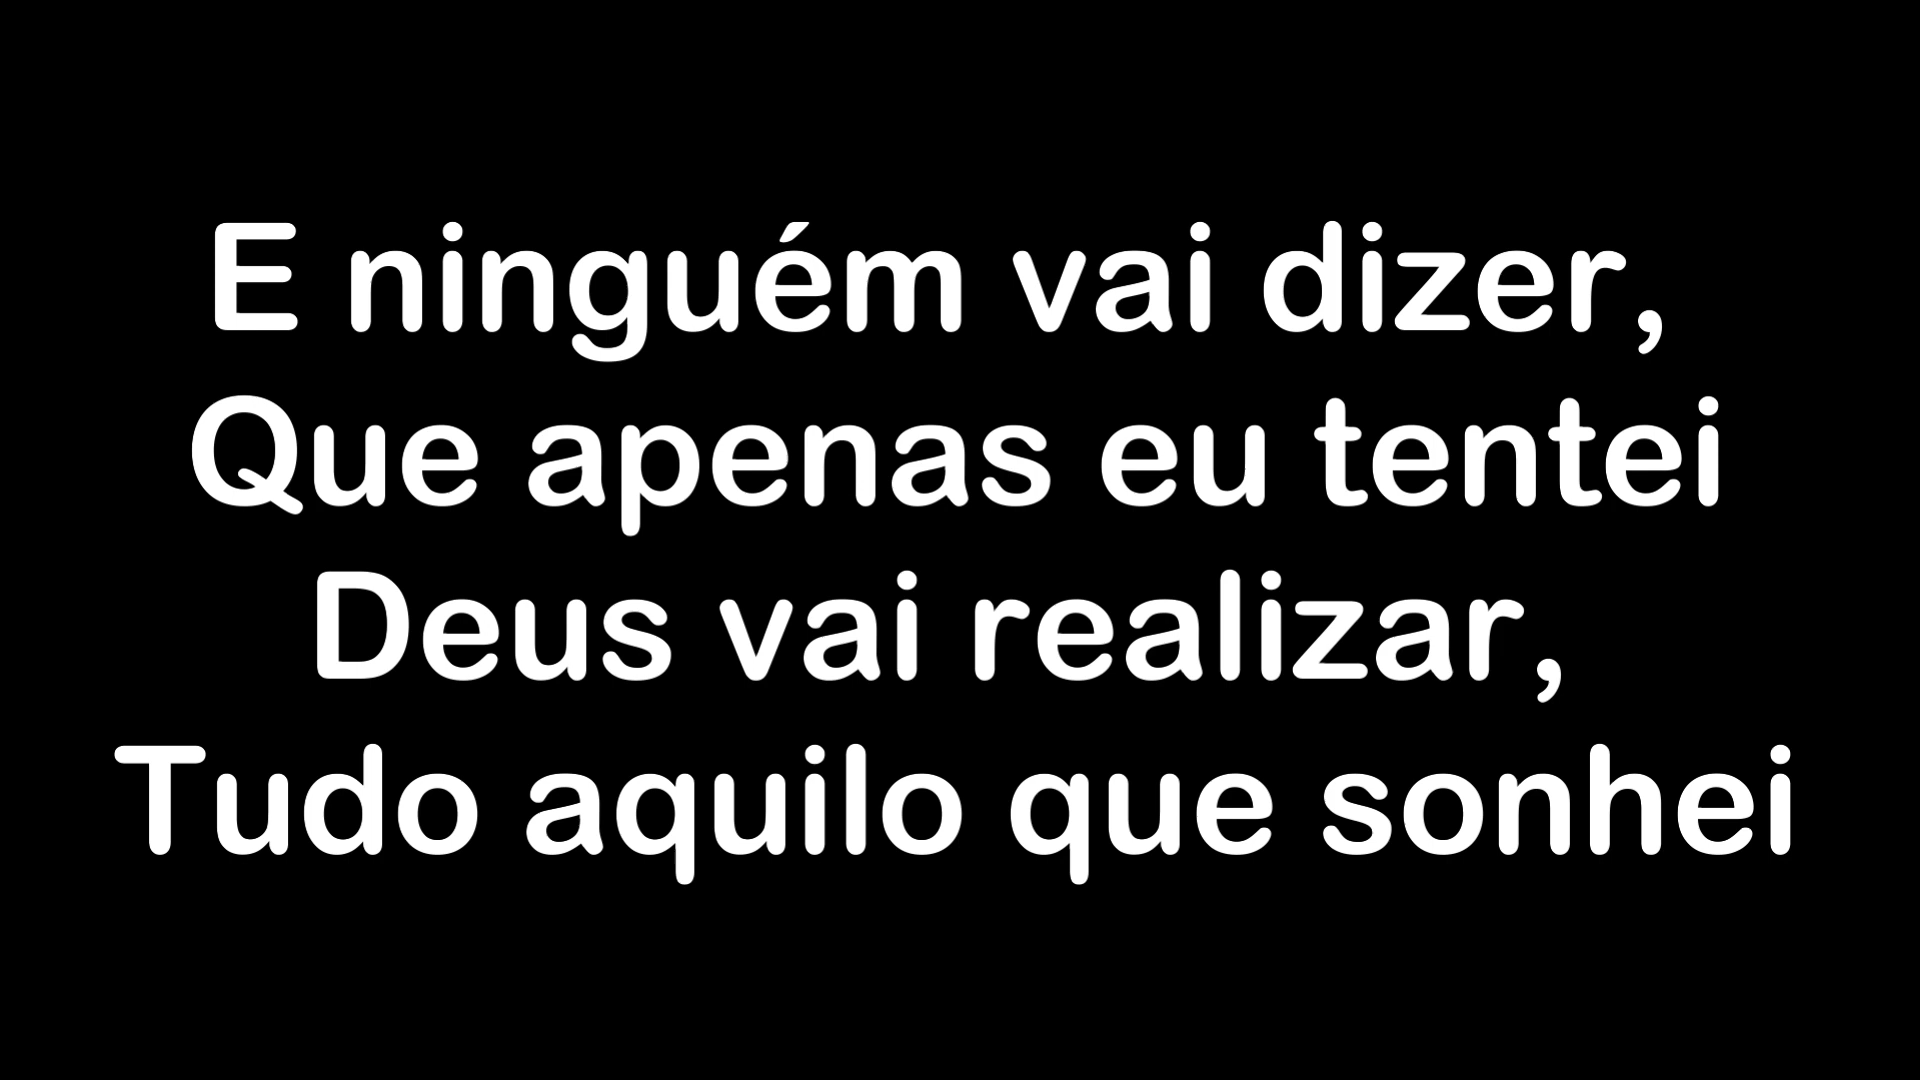 E ninguém vai dizer,
Que apenas eu tentei
Deus vai realizar,
Tudo aquilo que sonhei